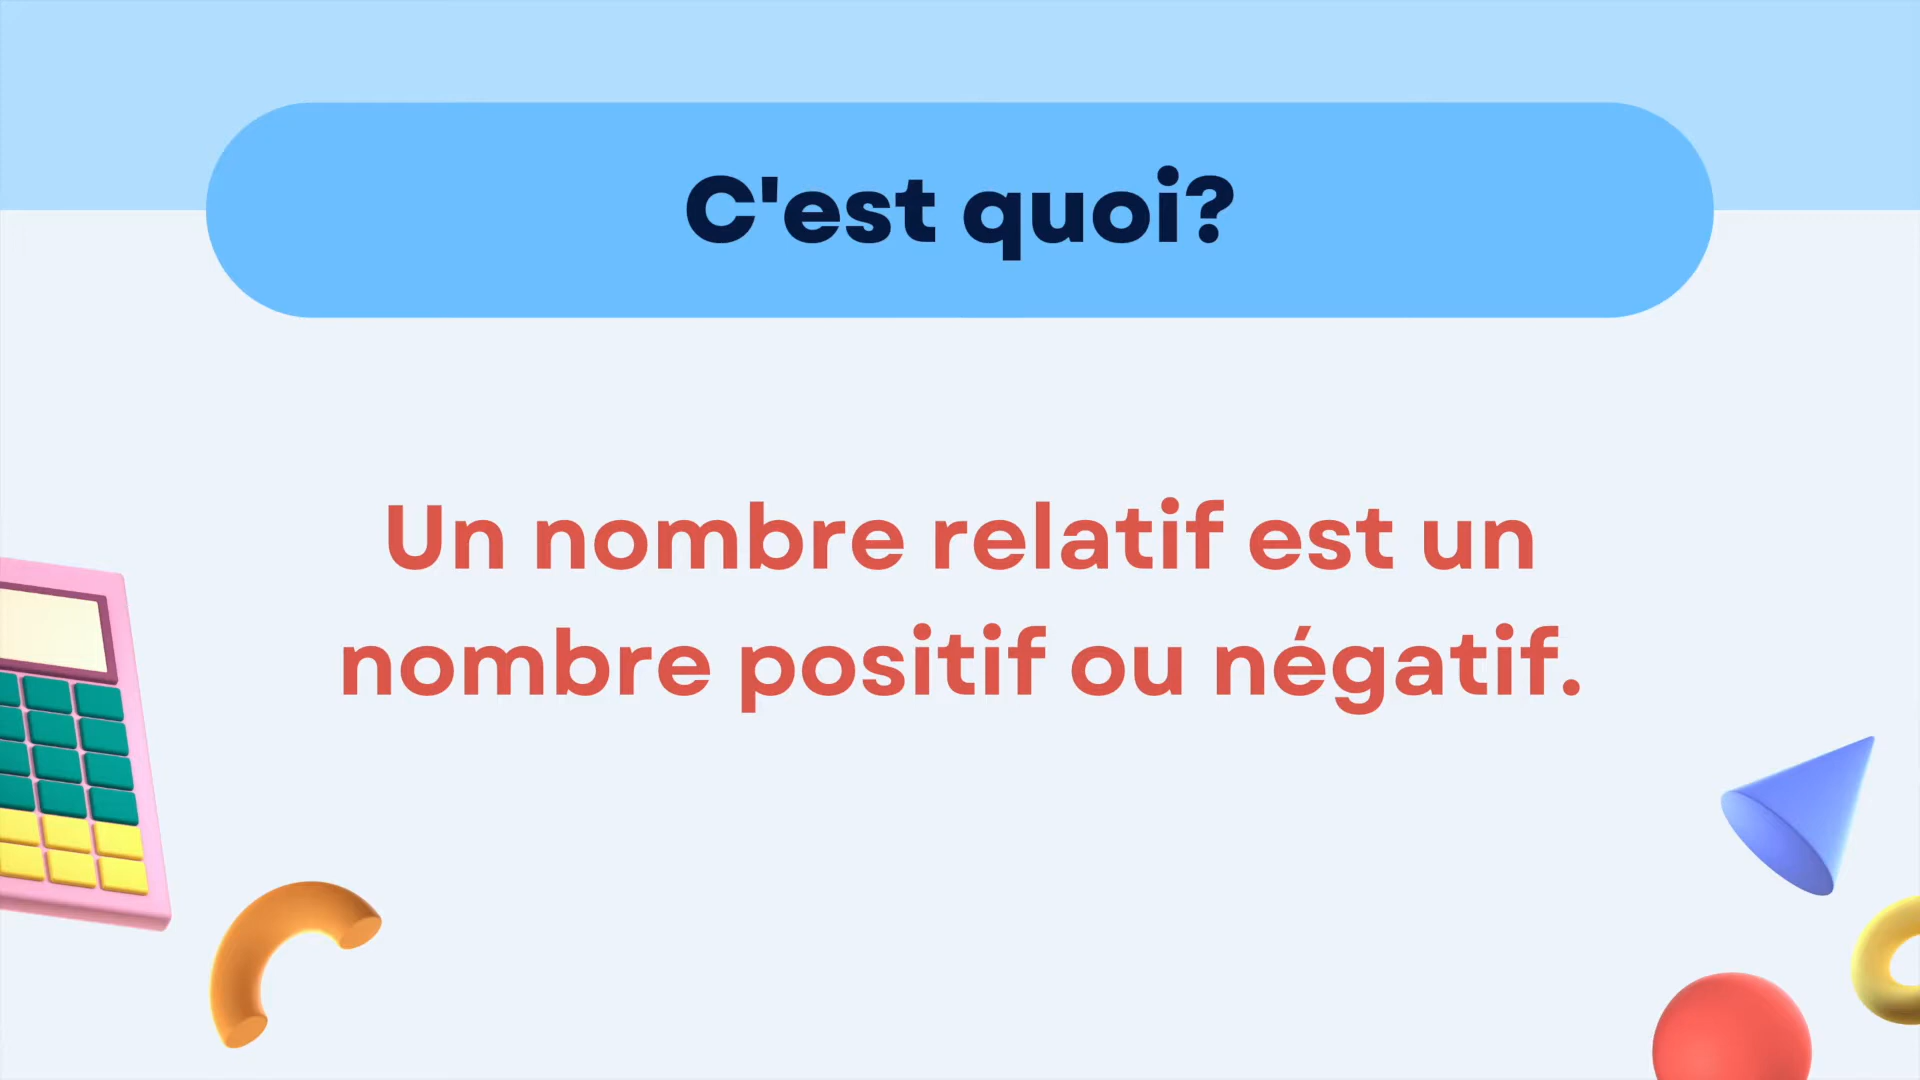 C'est quoi?
Un nombre relatif est un
nombre positif ou négatif.